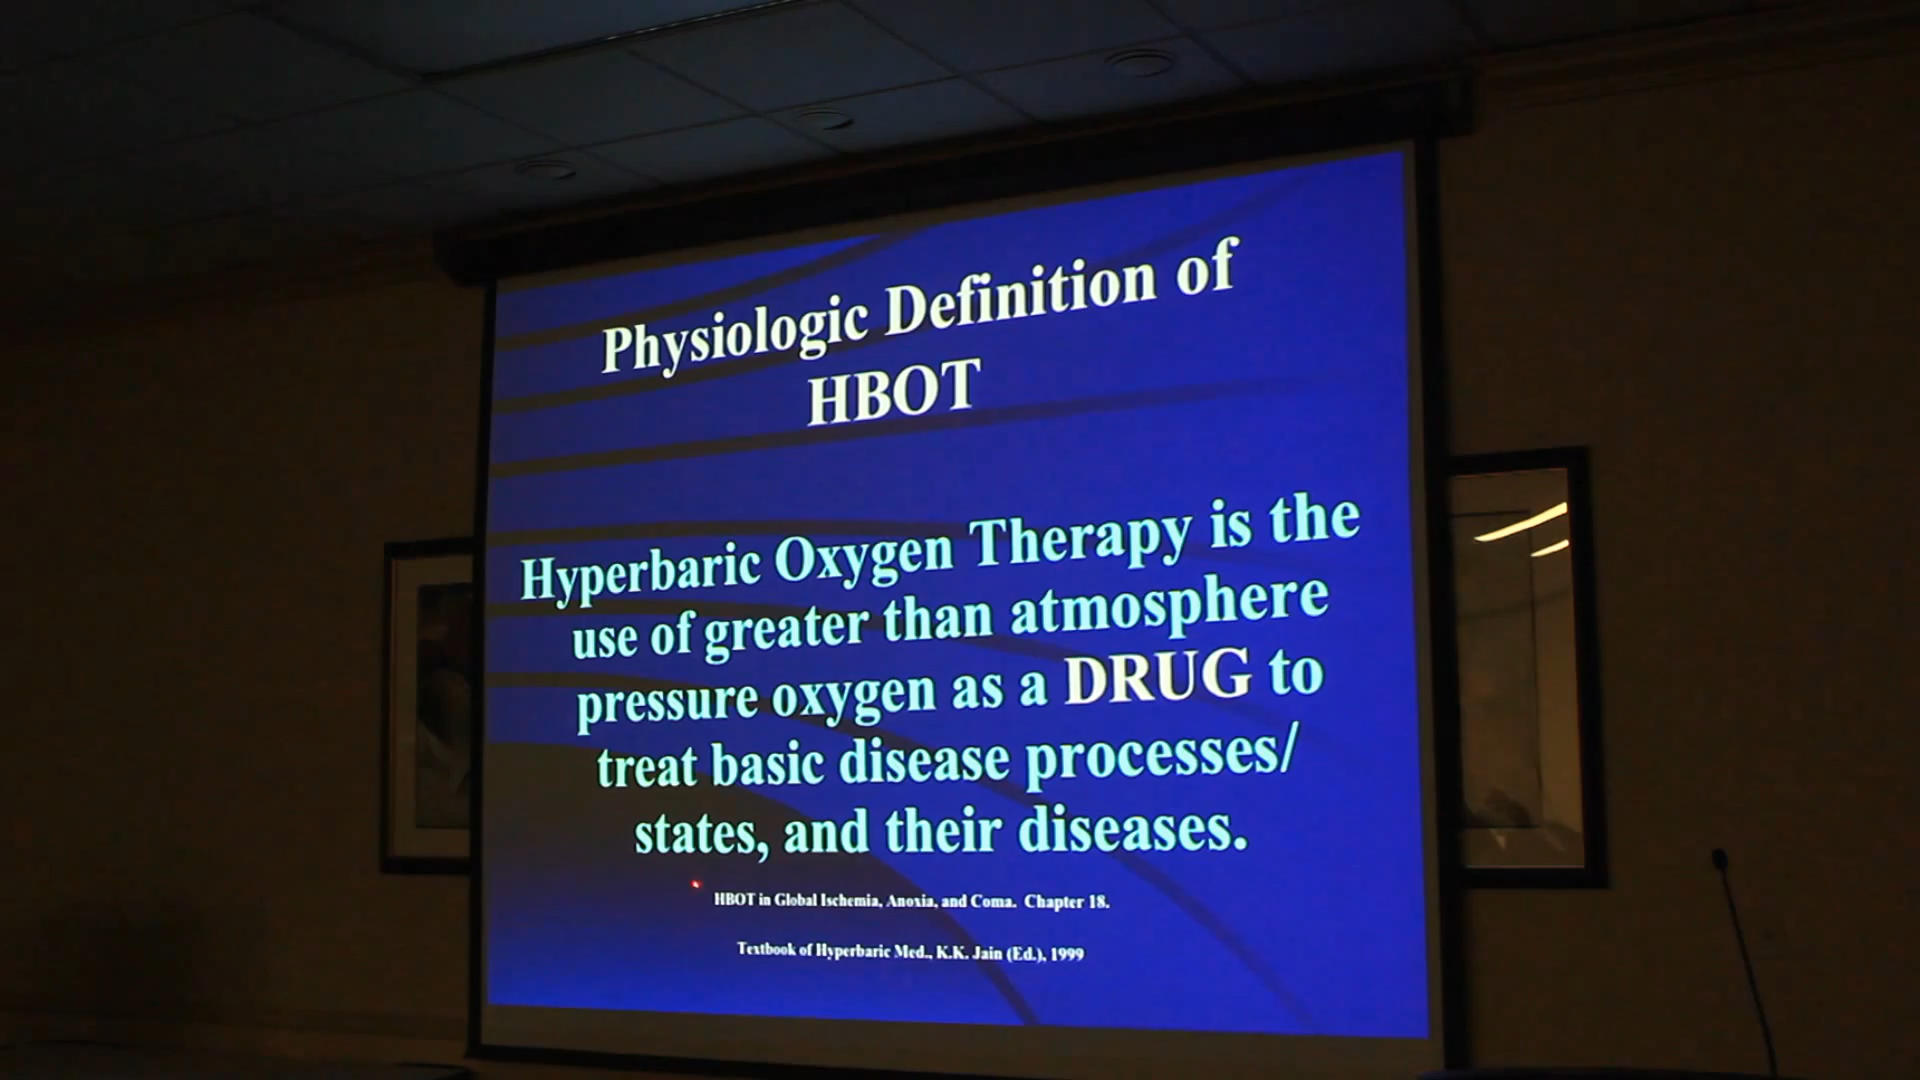 Physiologic Definition of
HBOT
Hyperbaric Oxygen Therapy is the
use of greater than atmosphere
pressure oxygen as a DRUG to
treat basic disease processes/
states, and their diseases.
HBOT in Global Ischemia, Anoxia, and Coma. Chapter 18.
Textbook of Hyperbaric Med., K.K. Jain (Ed.), 1999